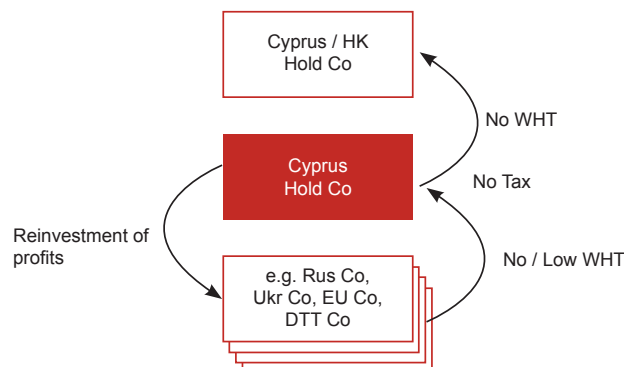 Cyprus / HK
Hold Co
No WHT
Cyprus
Hold Co
No Tax
Reinvestment of
profits
No / Low WHT
e.g. Rus Co,
Ukr Co, EU Co,
DTT Co